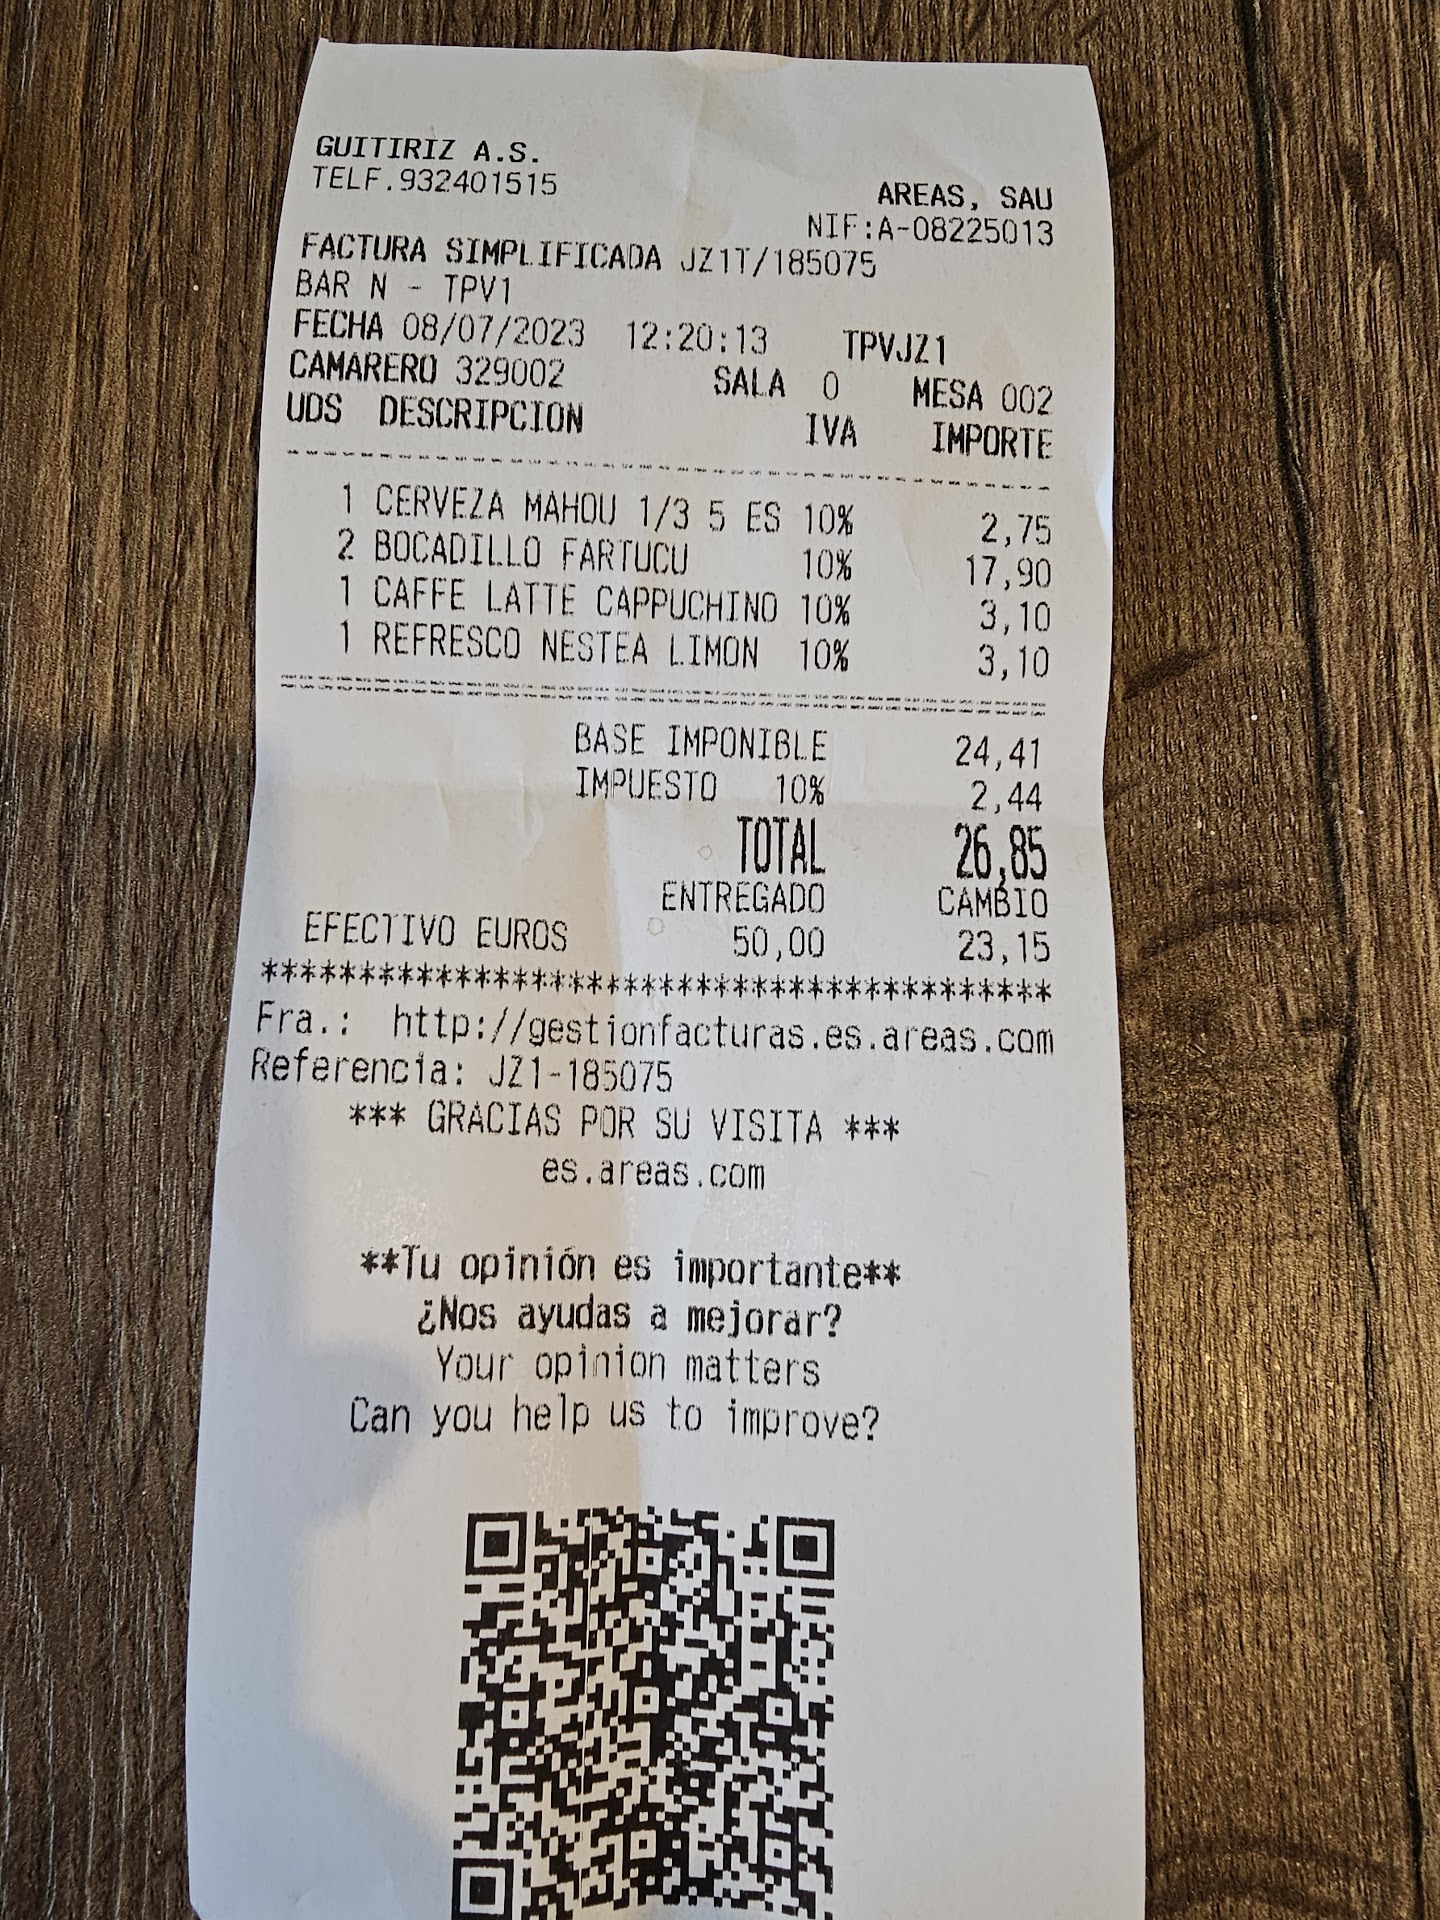 GUITIRIZ A.S.
TELF.932401515
AREAS, SAU
NIF:A-08225013
FACTURA SIMPLIFICADA JZ1T/185075
BAR N - TPV1
FECHA 08/07/2023 12:20:13 TPVJZ1
CAMARERO 329002 SALA 0 MESA 002
UDS DESCRIPCION IVA IMPORTE
1 CERVEZA MAHOU 1/3 5 ES 10% 2,75
2 BOCADILLO FARTUCU 10% 17,90
1 CAFFE LATTE CAPPUCHINO 10% 3,10
1 REFRESCO NESTEA LIMON 10% 3,10
BASE IMPONIBLE 24,41
IMPUESTO 10% 2,44
TOTAL 26,85
ENTREGADO CAMBIO
EFECTIVO EUROS 50,00 23,15
******************************************
Fra.: http://gestionfacturas.es.areas.com
Referencia: JZ1-185075
*** GRACIAS POR SU VISITA ***
es.areas.com
**Tu opinión es importante**
¿Nos ayudas a mejorar?
Your opinion matters
Can you help us to improve?